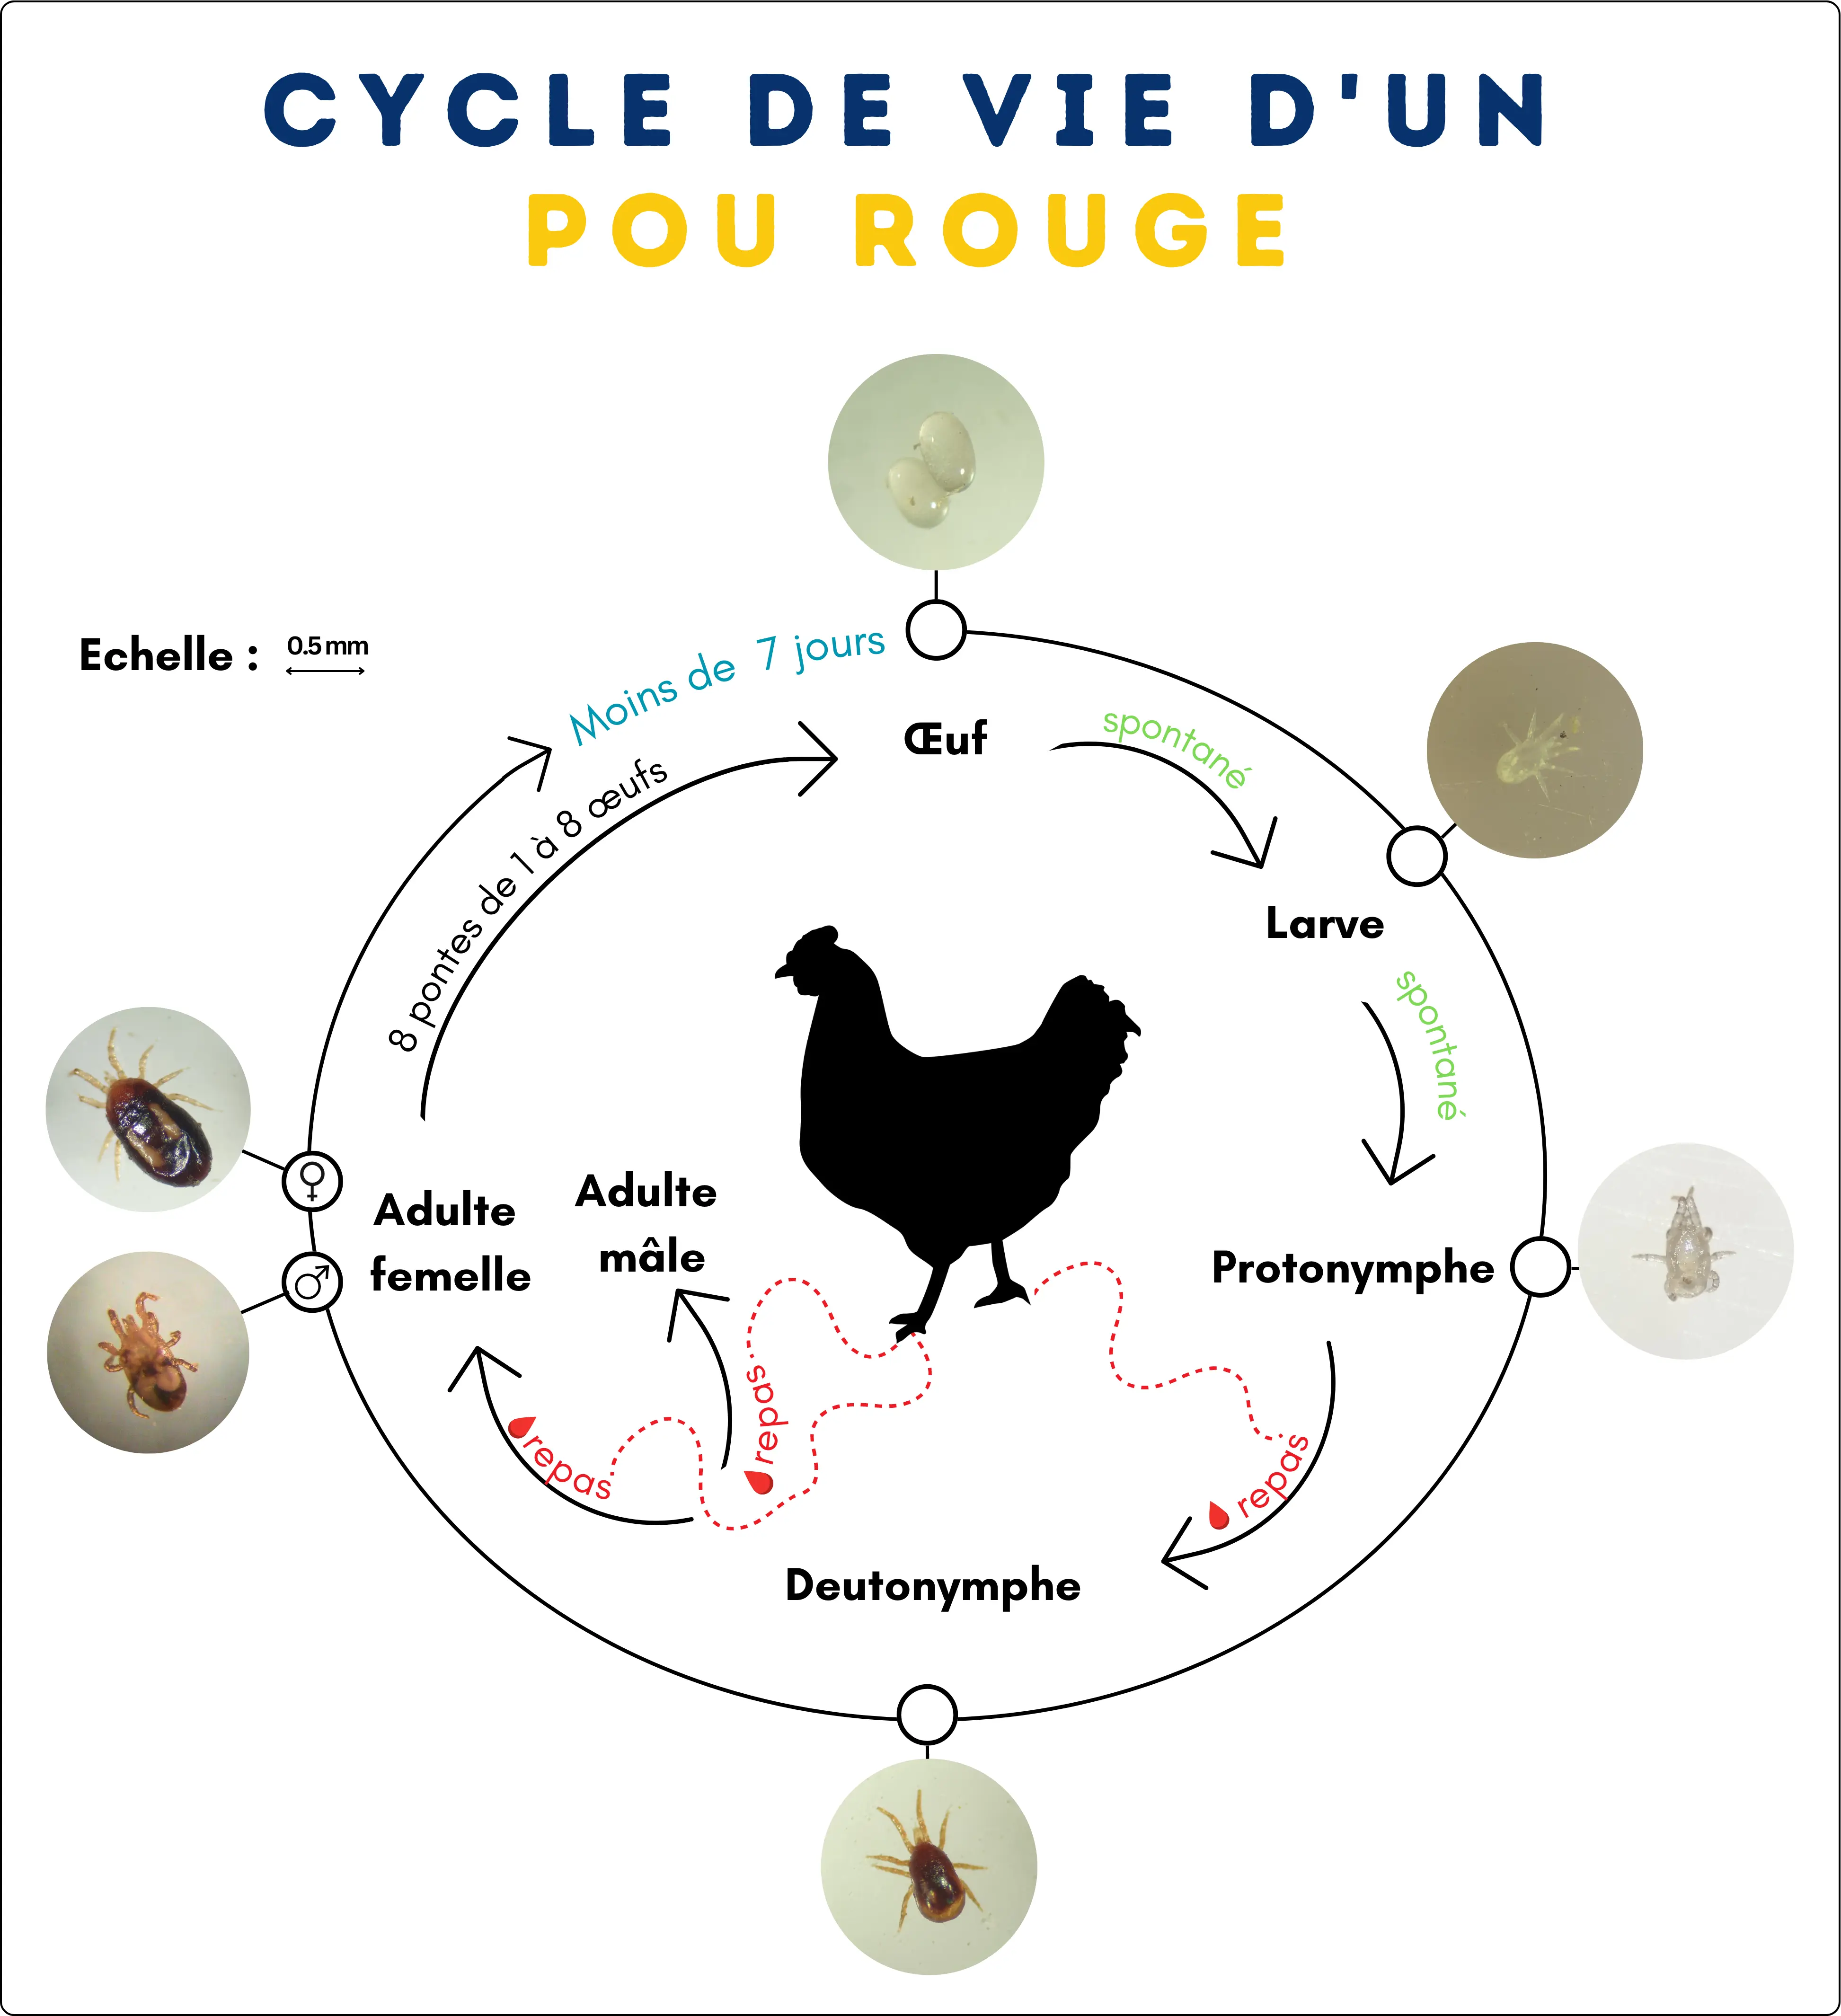 CYCLE DE VIE D'UN
POU ROUGE
Echelle :
0.5 mm
Moins de 7 jours
8 pontes de 1 à 8 œufs
Œuf
spontané
Larve
spontané
Protonymphe
repas
Deutonymphe
repas
Adulte
mâle
repas
Adulte
femelle
♀
♂